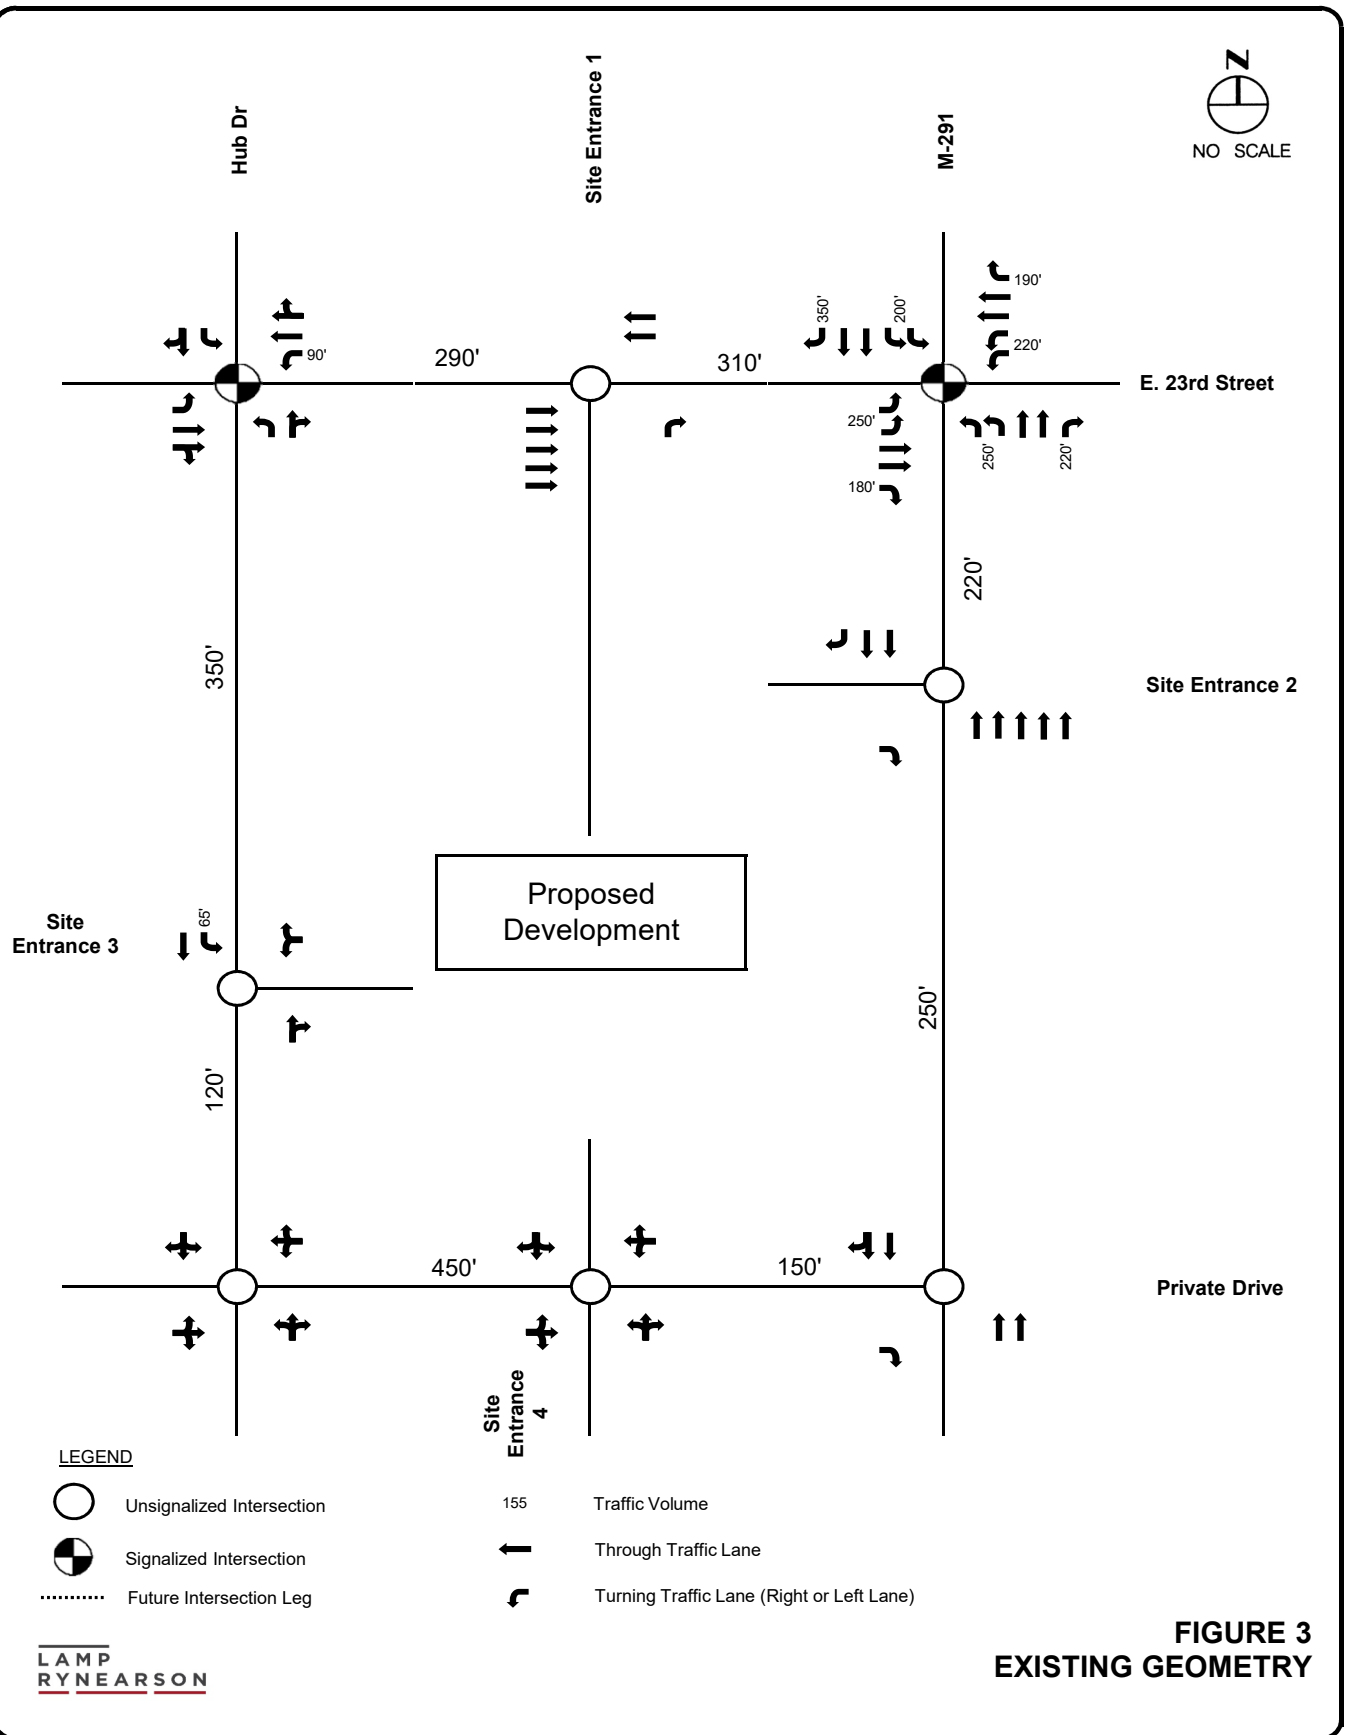 Hub Dr
Site Entrance 1
M-291
N
NO SCALE
190'
350'
200'
220'
90'
290'
310'
E. 23rd Street
250'
250'
220'
180'
220'
350'
Site Entrance 2
Proposed
Development
65'
Site
Entrance 3
250'
120'
450'
150'
Private Drive
Site
Entrance
4
LEGEND
Unsignalized Intersection
155
Traffic Volume
Signalized Intersection
Through Traffic Lane
Future Intersection Leg
Turning Traffic Lane (Right or Left Lane)
LAMP
RYNEARSON
FIGURE 3
EXISTING GEOMETRY